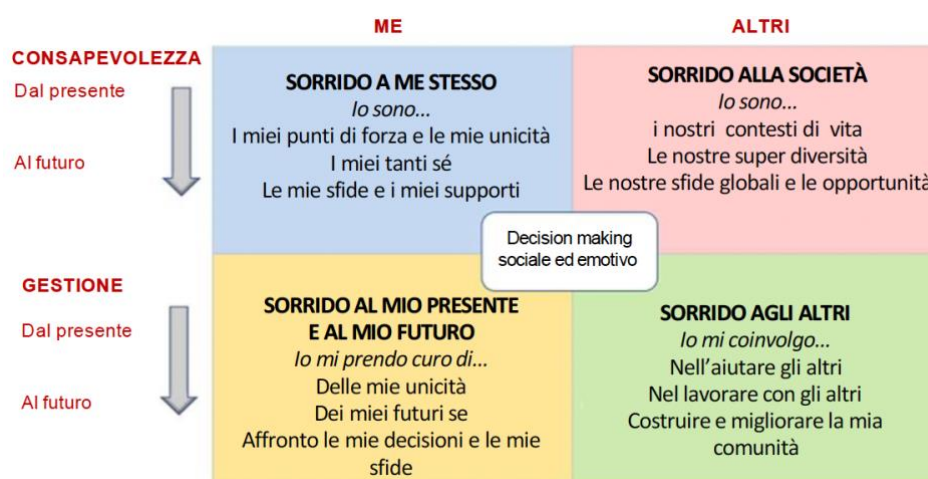 ME
ALTRI
CONSAPEVOLEZZA
Dal presente
Al futuro
SORRIDO A ME STESSO
Io sono...
I miei punti di forza e le mie unicità
I miei tanti sé
Le mie sfide e i miei supporti
SORRIDO ALLA SOCIETÀ
Io sono...
i nostri contesti di vita
Le nostre super diversità
Le nostre sfide globali e le opportunità
Decision making
sociale ed emotivo
GESTIONE
Dal presente
Al futuro
SORRIDO AL MIO PRESENTE
E AL MIO FUTURO
Io mi prendo curo di...
Delle mie unicità
Dei miei futuri se
Affronto le mie decisioni e le mie
sfide
SORRIDO AGLI ALTRI
Io mi coinvolgo...
Nell'aiutare gli altri
Nel lavorare con gli altri
Costruire e migliorare la mia
comunità